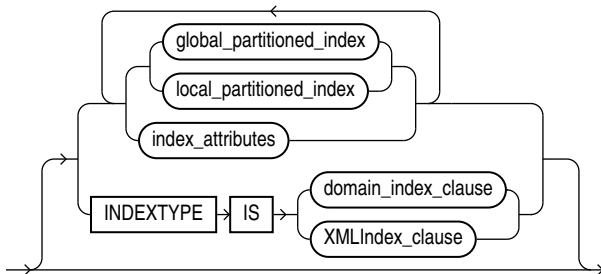 global_partitioned_index
local_partitioned_index
index_attributes
domain_index_clause
INDEXTYPE IS
XMLIndex_clause